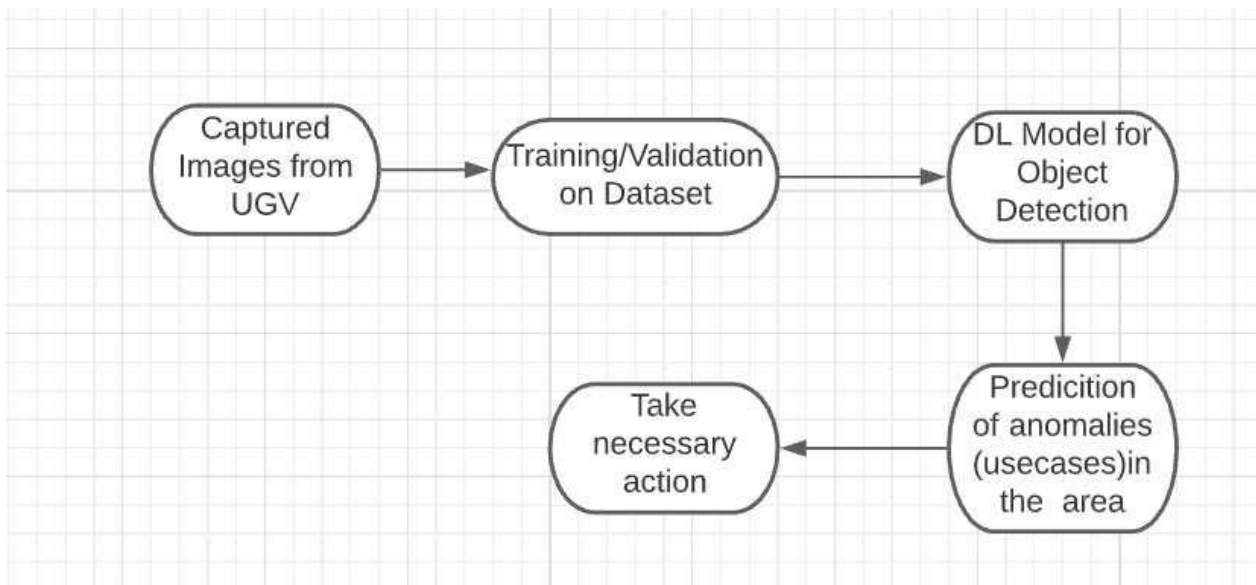 Captured
Images from
UGV
Training/Validation
on Dataset
DL Model for
Object
Detection
Predicition
of anomalies
(usecases)in
the area
Take
necessary
action